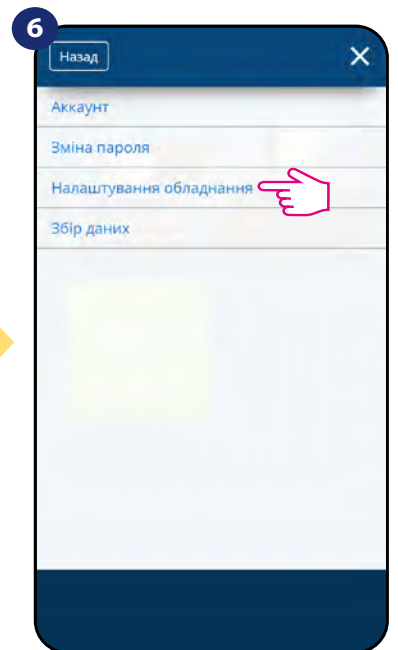 6
Назад
Аккаунт
Зміна пароля
Налаштування обладнання
Збір даних